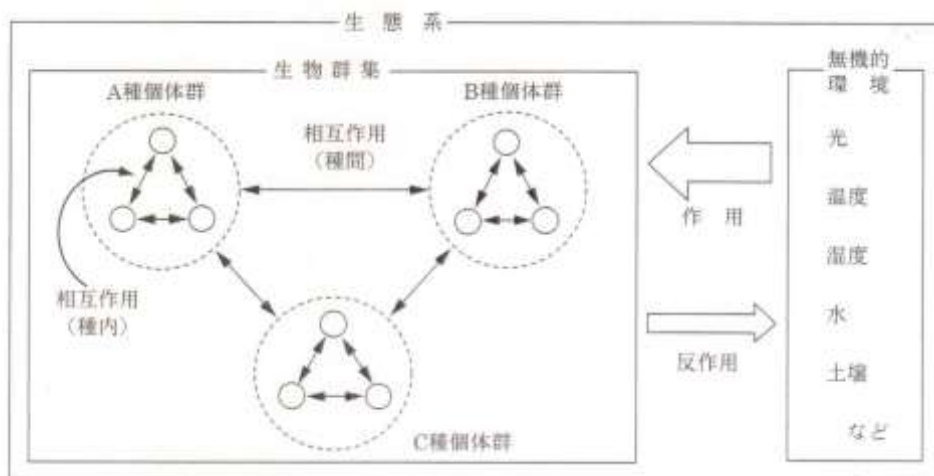 生態系
生物群集
A種個体群
B種個体群
相互作用
（種間）
相互作用
（種内）
C種個体群
作用
反作用
無機的
環境
光
温度
湿度
水
土壌
など